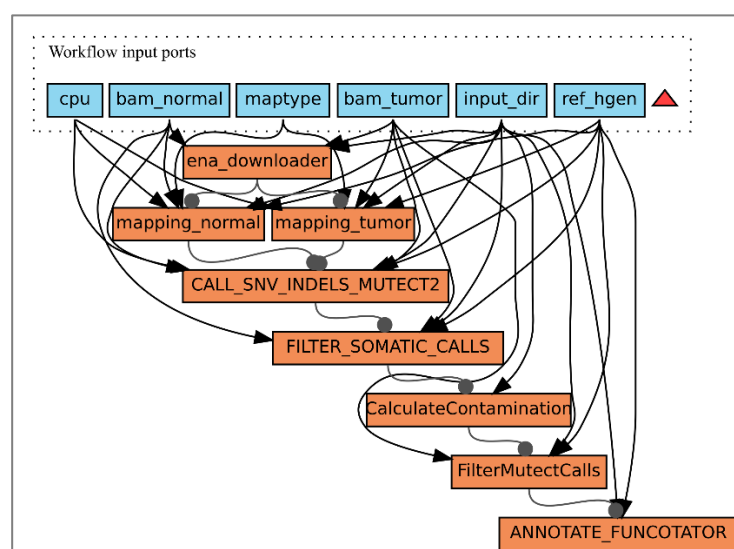 Workflow input ports
cpu bam_normal maptype bam_tumor input_dir ref_hgen
ena_downloader
mapping_normal mapping_tumor
CALL_SNV_INDELS_MUTECT2
FILTER_SOMATIC_CALLS
CalculateContamination
FilterMutectCalls
ANNOTATE_FUNCOTATOR